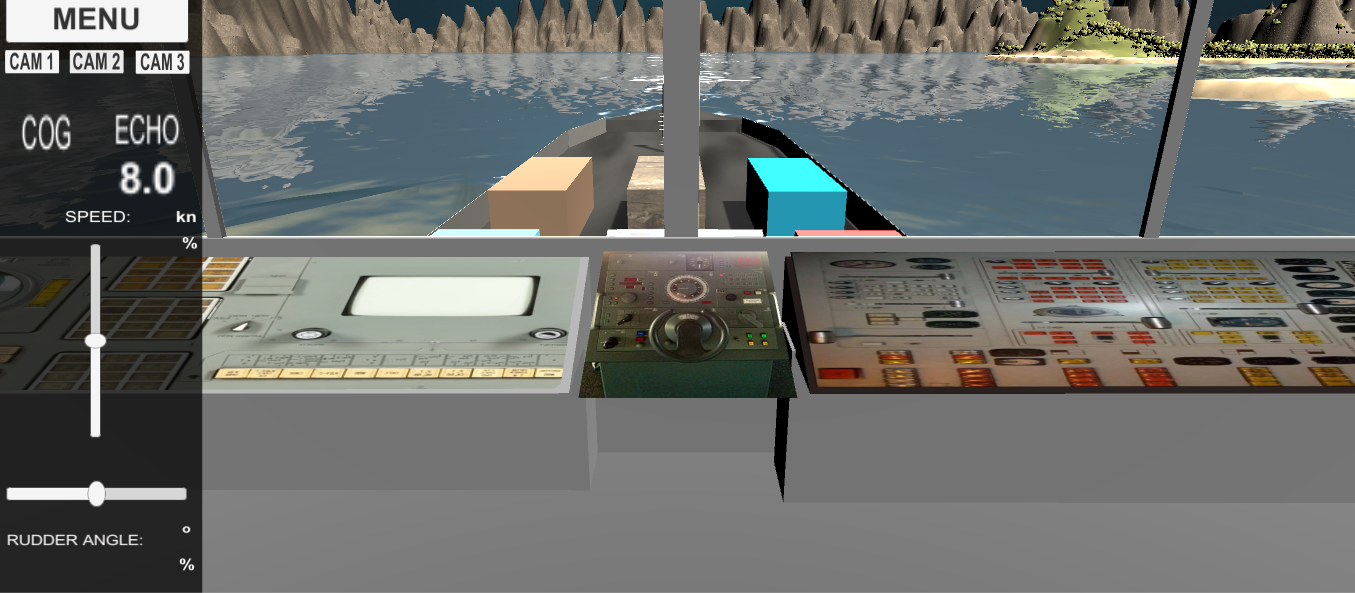 MENU
CAM 1 CAM 2 CAM 3
COG ECHO
8.0
SPEED: kn
%
°
RUDDER ANGLE:
%